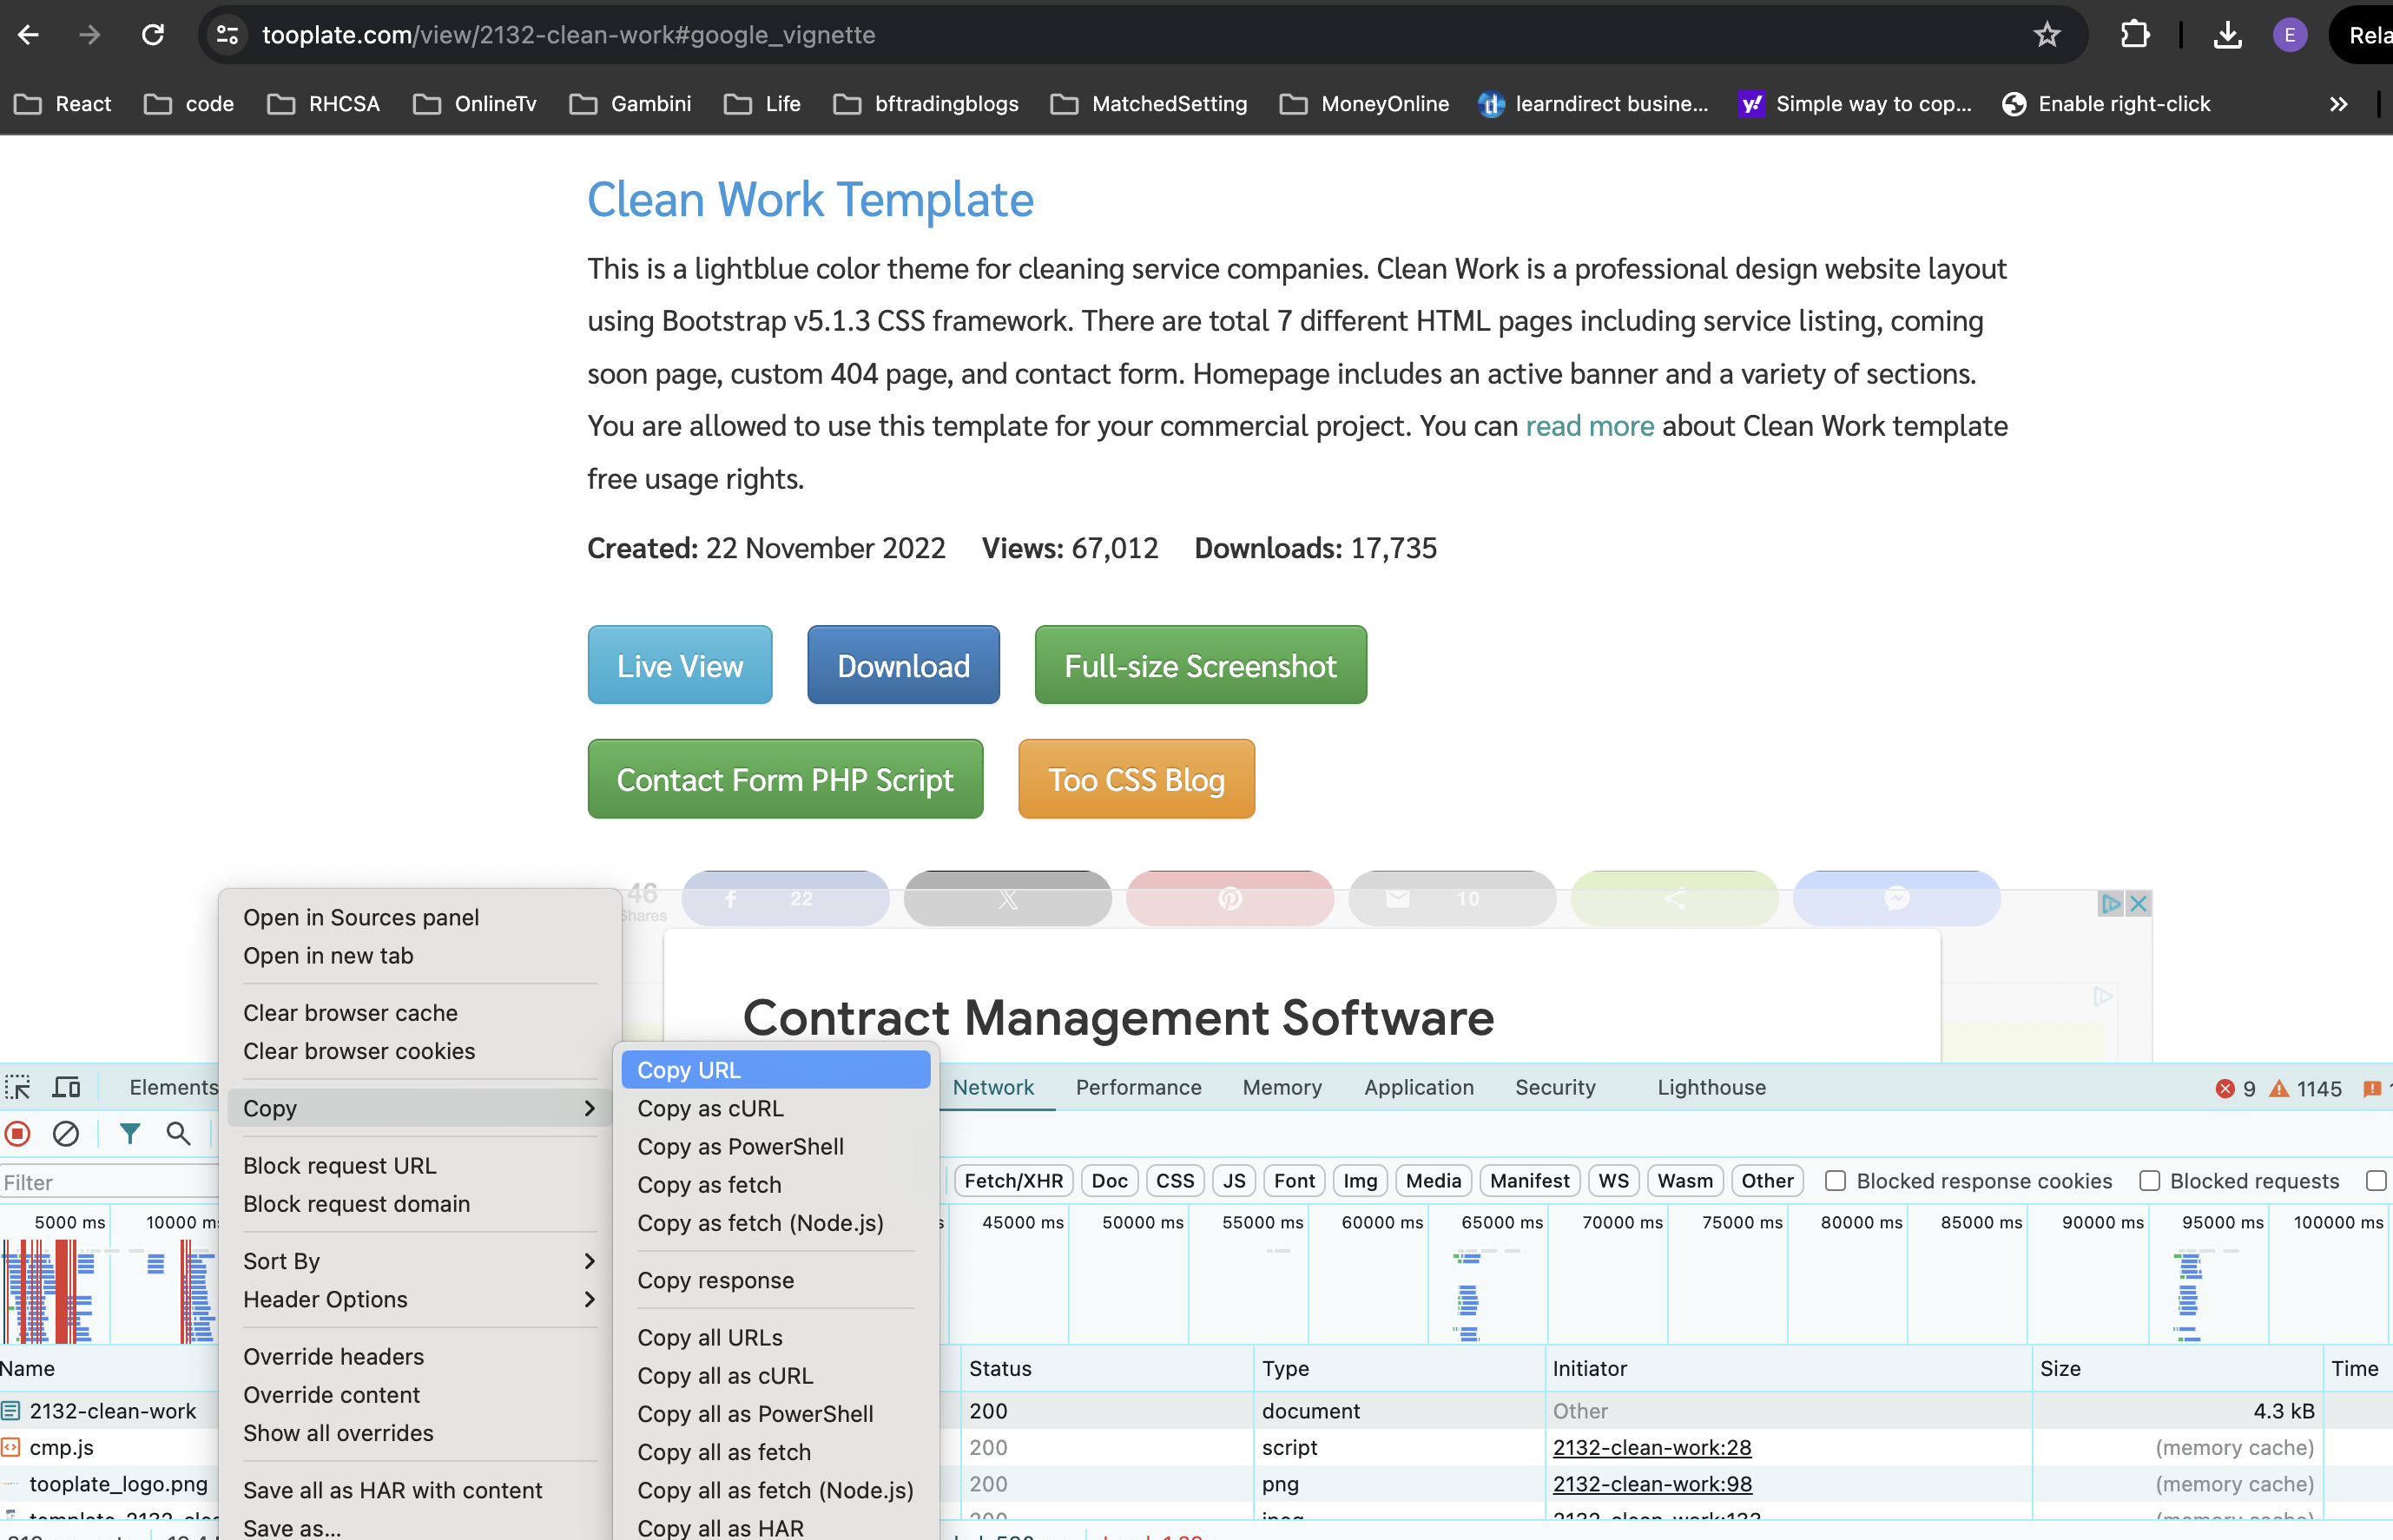 tooplate.com/view/2132-clean-work#google_vignette
E
Rela
React
code
RHCSA
OnlineTv
Gambini
Life
bftradingblogs
MatchedSetting
MoneyOnline
learndirect busine...
Simple way to cop...
Enable right-click
Clean Work Template
This is a lightblue color theme for cleaning service companies. Clean Work is a professional design website layout
using Bootstrap v5.1.3 CSS framework. There are total 7 different HTML pages including service listing, coming
soon page, custom 404 page, and contact form. Homepage includes an active banner and a variety of sections.
You are allowed to use this template for your commercial project. You can read more about Clean Work template
free usage rights.
Created: 22 November 2022 Views: 67,012 Downloads: 17,735
Live View
Download
Full-size Screenshot
Contact Form PHP Script
Too CSS Blog
46
Shares
22
10
Contract Management Software
Open in Sources panel
Open in new tab
Clear browser cache
Clear browser cookies
Copy
Block request URL
Block request domain
Sort By
Header Options
Override headers
Override content
Show all overrides
Save all as HAR with content
Save as...
Copy URL
Copy as cURL
Copy as PowerShell
Copy as fetch
Copy as fetch (Node.js)
Copy response
Copy all URLs
Copy all as cURL
Copy all as PowerShell
Copy all as fetch
Copy all as fetch (Node.js)
Copy all as HAR
Elements
Network
Performance
Memory
Application
Security
Lighthouse
9
1145
Filter
Fetch/XHR
Doc
CSS
JS
Font
Img
Media
Manifest
WS
Wasm
Other
Blocked response cookies
Blocked requests
5000 ms
10000 ms
45000 ms
50000 ms
55000 ms
60000 ms
65000 ms
70000 ms
75000 ms
80000 ms
85000 ms
90000 ms
95000 ms
100000 ms
Name Status Type Initiator Size Time
2132-clean-work 200 document Other 4.3 kB
cmp.js 200 script 2132-clean-work:28 (memory cache)
tooplate_logo.png 200 png 2132-clean-work:98 (memory cache)